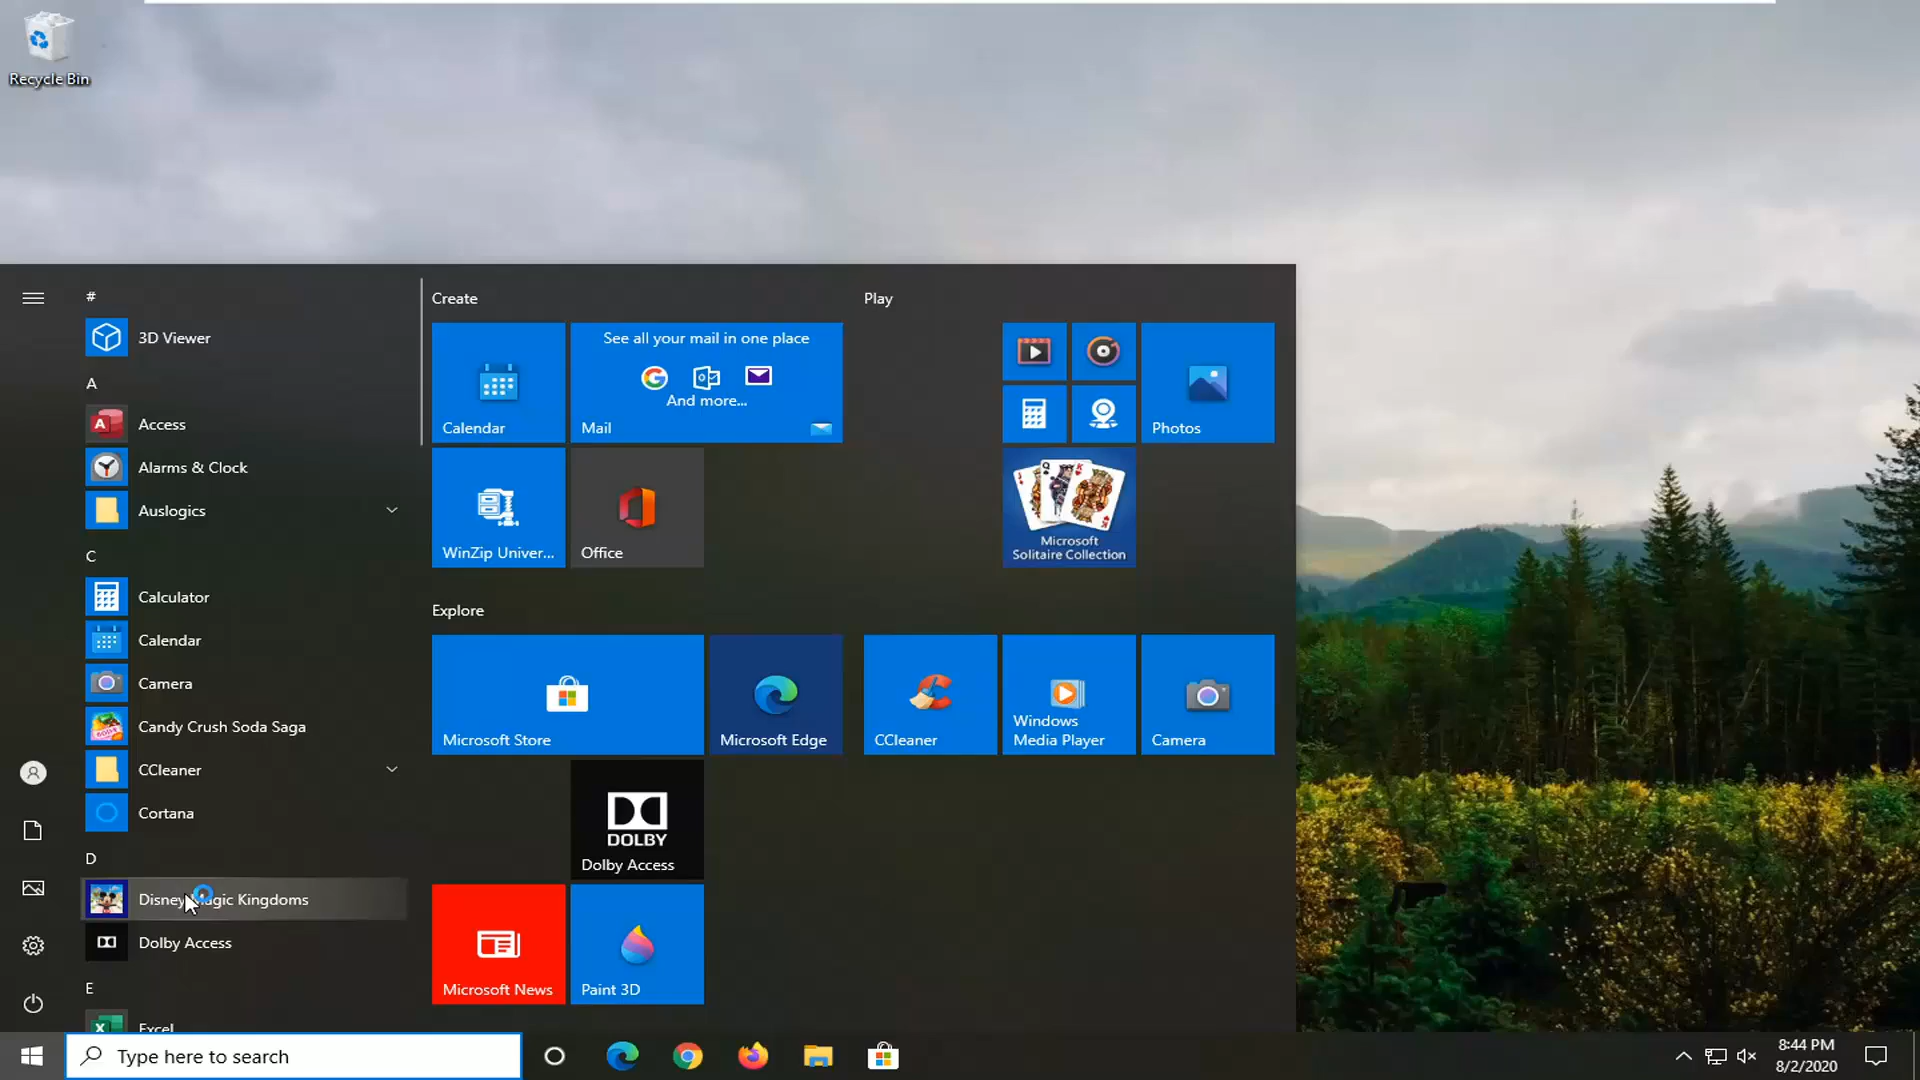 Recycle Bin
#
3D Viewer
A
Access
Alarms & Clock
Auslogics
C
Calculator
Calendar
Camera
Candy Crush Soda Saga
CCleaner
Cortana
D
Disney Magic Kingdoms
Dolby Access
E
Excel
Create
Calendar
See all your mail in one place
And more...
Mail
WinZip Univer...
Office
Play
Photos
Microsoft
Solitaire Collection
Explore
Microsoft Store
Microsoft Edge
CCleaner
Windows
Media Player
Camera
DOLBY
Dolby Access
Microsoft News
Paint 3D
Type here to search
8:44 PM
8/2/2020